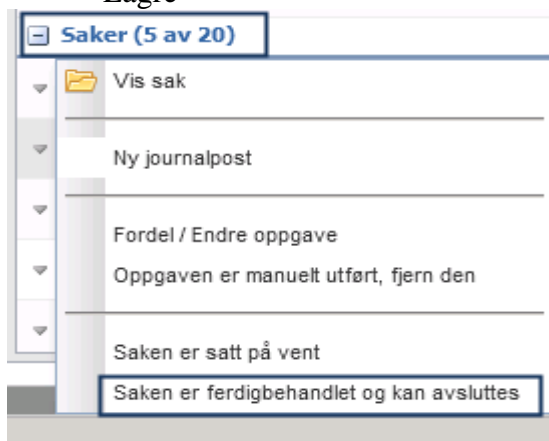 Lagre
Saker (5 av 20)
Vis sak
Ny journalpost
Fordel / Endre oppgave
Oppgaven er manuelt utført, fjern den
Saken er satt på vent
Saken er ferdigbehandlet og kan avsluttes